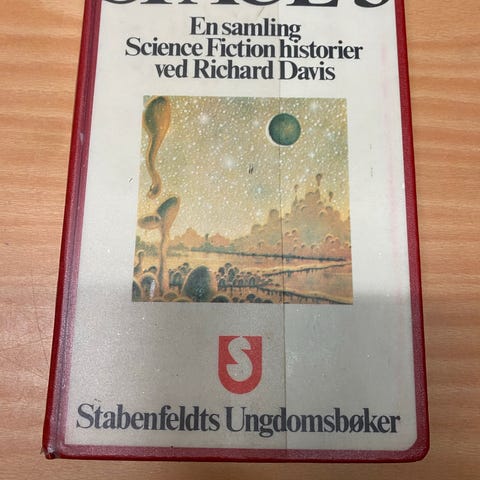 En samling
Science Fiction historier
ved Richard Davis
S
Stabenfeldts Ungdomsbøker